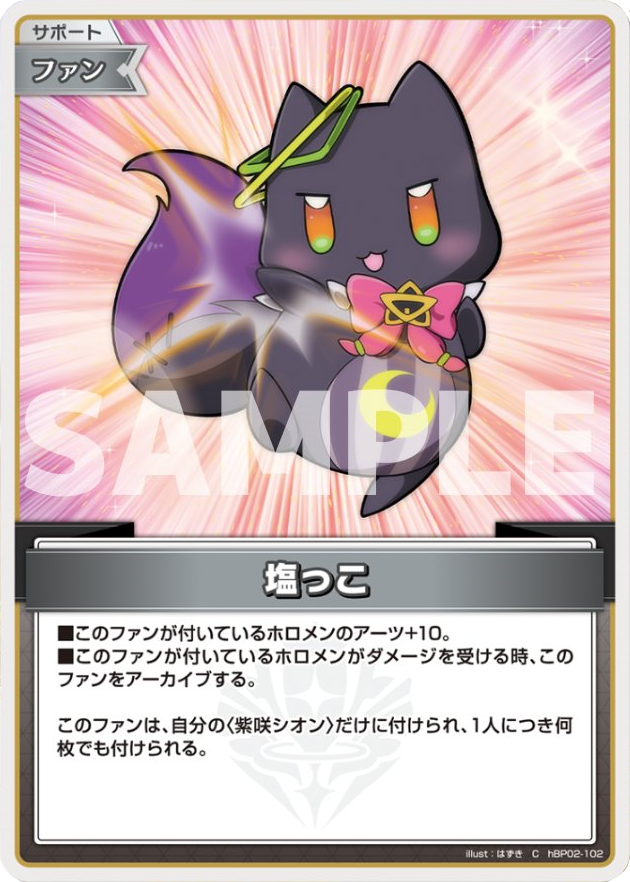 サポート
ファン
SAMPLE
塩っこ
■このファンが付いているホロメンのアーツ+10。
■このファンが付いているホロメンがダメージを受ける時、この
ファンをアーカイブする。
このファンは、自分の〈紫咲シオン〉だけに付けられ、1人につき何
枚でも付けられる。
illust：はずき C hBP02-102